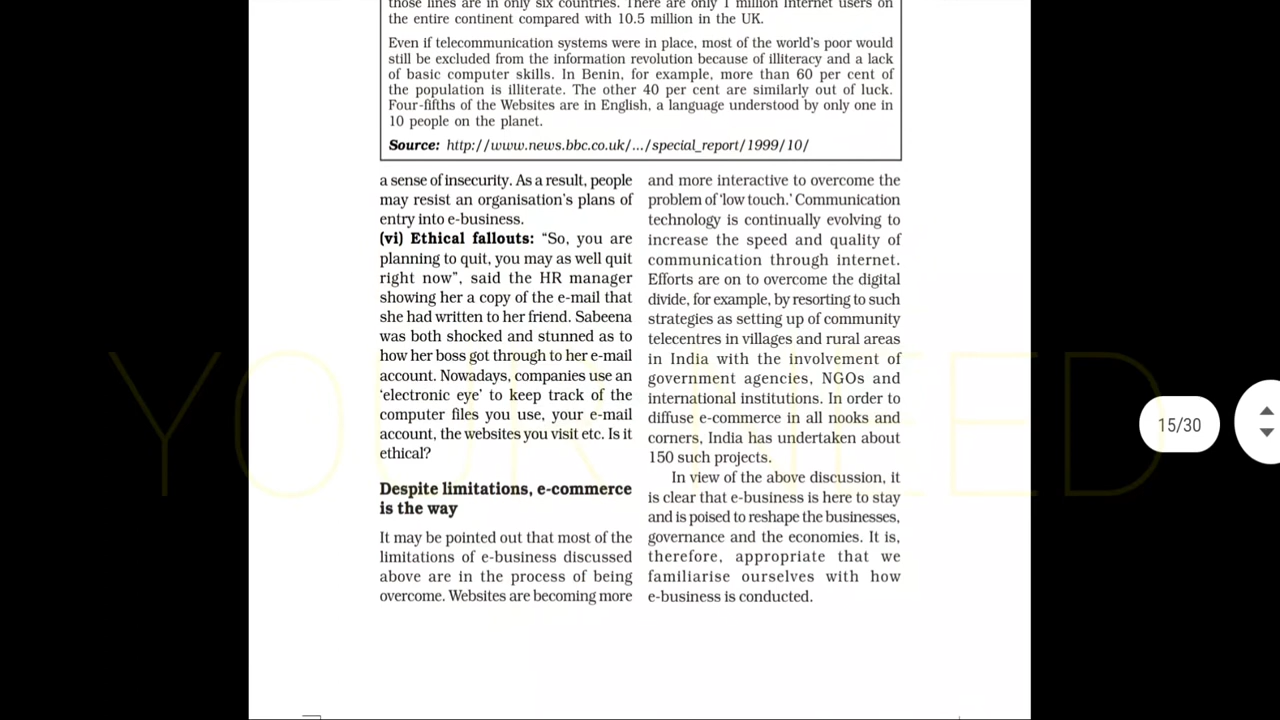 those lines are in only six countries. There are only 1 million Internet users on
the entire continent compared with 10.5 million in the UK.
Even if telecommunication systems were in place, most of the world's poor would
still be excluded from the information revolution because of illiteracy and a lack
of basic computer skills. In Benin, for example, more than 60 per cent of
the population is illiterate. The other 40 per cent are similarly out of luck.
Four-fifths of the Websites are in English, a language understood by only one in
10 people on the planet.
Source: http://www.news.bbc.co.uk/.../special_report/1999/10/
a sense of insecurity. As a result, people
may resist an organisation's plans of
entry into e-business.
(vi) Ethical fallouts: “So, you are
planning to quit, you may as well quit
right now”, said the HR manager
showing her a copy of the e-mail that
she had written to her friend. Sabeena
was both shocked and stunned as to
how her boss got through to her e-mail
account. Nowadays, companies use an
‘electronic eye’ to keep track of the
computer files you use, your e-mail
account, the websites you visit etc. Is it
ethical?
Despite limitations, e-commerce
is the way
It may be pointed out that most of the
limitations of e-business discussed
above are in the process of being
overcome. Websites are becoming more
and more interactive to overcome the
problem of ‘low touch.’ Communication
technology is continually evolving to
increase the speed and quality of
communication through internet.
Efforts are on to overcome the digital
divide, for example, by resorting to such
strategies as setting up of community
telecentres in villages and rural areas
in India with the involvement of
government agencies, NGOs and
international institutions. In order to
diffuse e-commerce in all nooks and
corners, India has undertaken about
150 such projects.
In view of the above discussion, it
is clear that e-business is here to stay
and is poised to reshape the businesses,
governance and the economies. It is,
therefore, appropriate that we
familiarise ourselves with how
e-business is conducted.
YOUR NEED
15/30